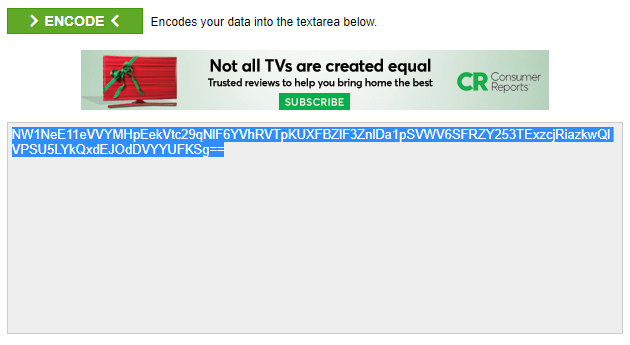 ENCODE
Encodes your data into the textarea below.
Not all TVs are created equal
Trusted reviews to help you bring home the best
SUBSCRIBE
CR Consumer Reports
NW1NeE11eVVYMHpEekVtc29qNlF6YVhRVTpKUXFBZlF3ZnlDa1pSVWV6SFRZY253TExzcjRiazkwQl
VPSU5LYkQxdEJOdDVYYUFKSg==